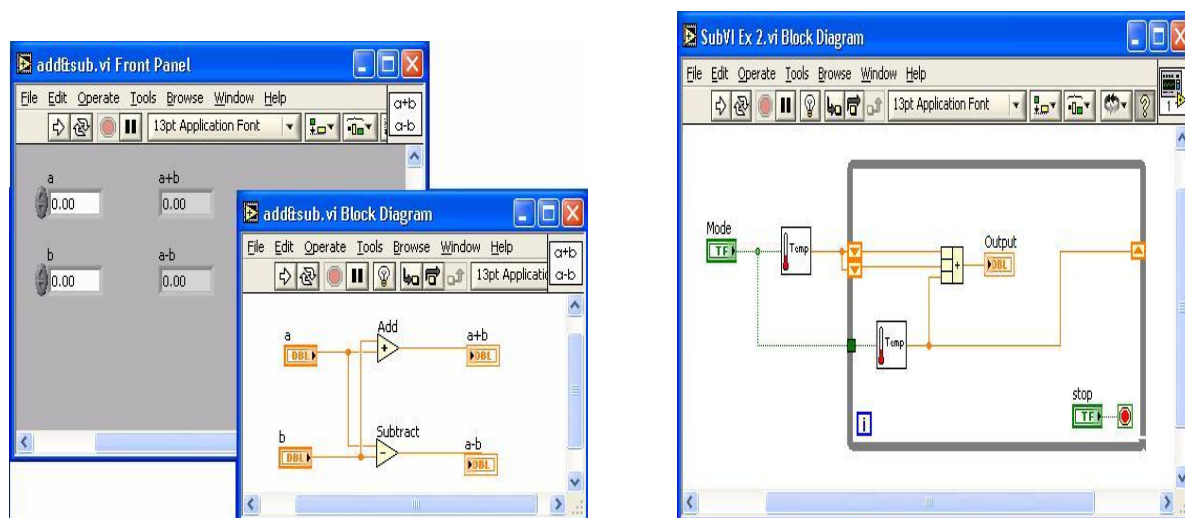 add&sub.vi Front Panel
File Edit Operate Tools Browse Window Help
13pt Application Font
a+b
a-b
a
0.00
a+b
0.00
b
0.00
a-b
0.00
add&sub.vi Block Diagram
File Edit Operate Tools Browse Window Help
13pt Applicatio
a+b
a-b
a
DBL
Add
+
a+b
DBL
b
DBL
Subtract
-
a-b
DBL
SubVI Ex 2.vi Block Diagram
File Edit Operate Tools Browse Window Help
13pt Application Font
?
1
Mode
TF
Temp
+
Output
DBL
Temp
stop
TF
i